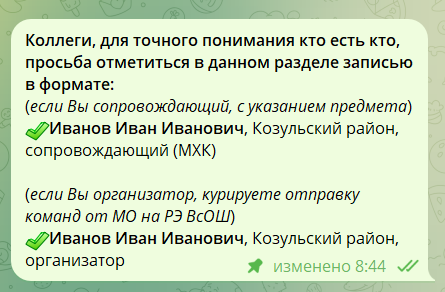 Коллеги, для точного понимания кто есть кто,
просьба отметиться в данном разделе записью
в формате:
(если Вы сопровождающий, с указанием предмета)
✅Иванов Иван Иванович, Козульский район,
сопровождающий (МХК)
(если Вы организатор, курируете отправку
команд от МО на РЭ ВсОШ)
✅Иванов Иван Иванович, Козульский район,
организатор
изменено 8:44